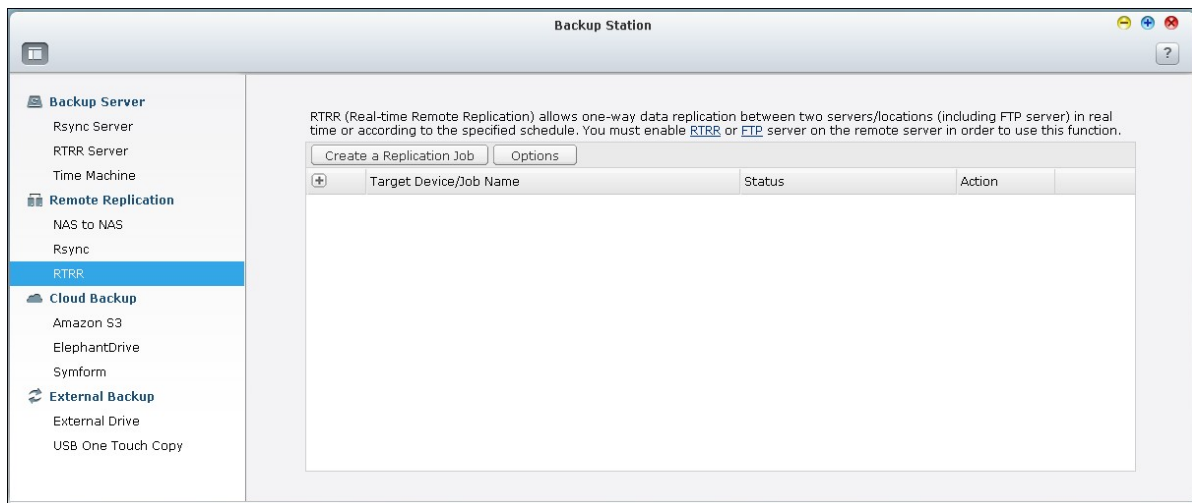 Backup Station
?
Backup Server
Rsync Server
RTRR Server
Time Machine
Remote Replication
NAS to NAS
Rsync
RTRR
Cloud Backup
Amazon S3
ElephantDrive
Symform
External Backup
External Drive
USB One Touch Copy
RTRR (Real-time Remote Replication) allows one-way data replication between two servers/locations (including FTP server) in real
time or according to the specified schedule. You must enable RTRR or FTP server on the remote server in order to use this function.
Create a Replication Job Options
Target Device/Job Name Status Action